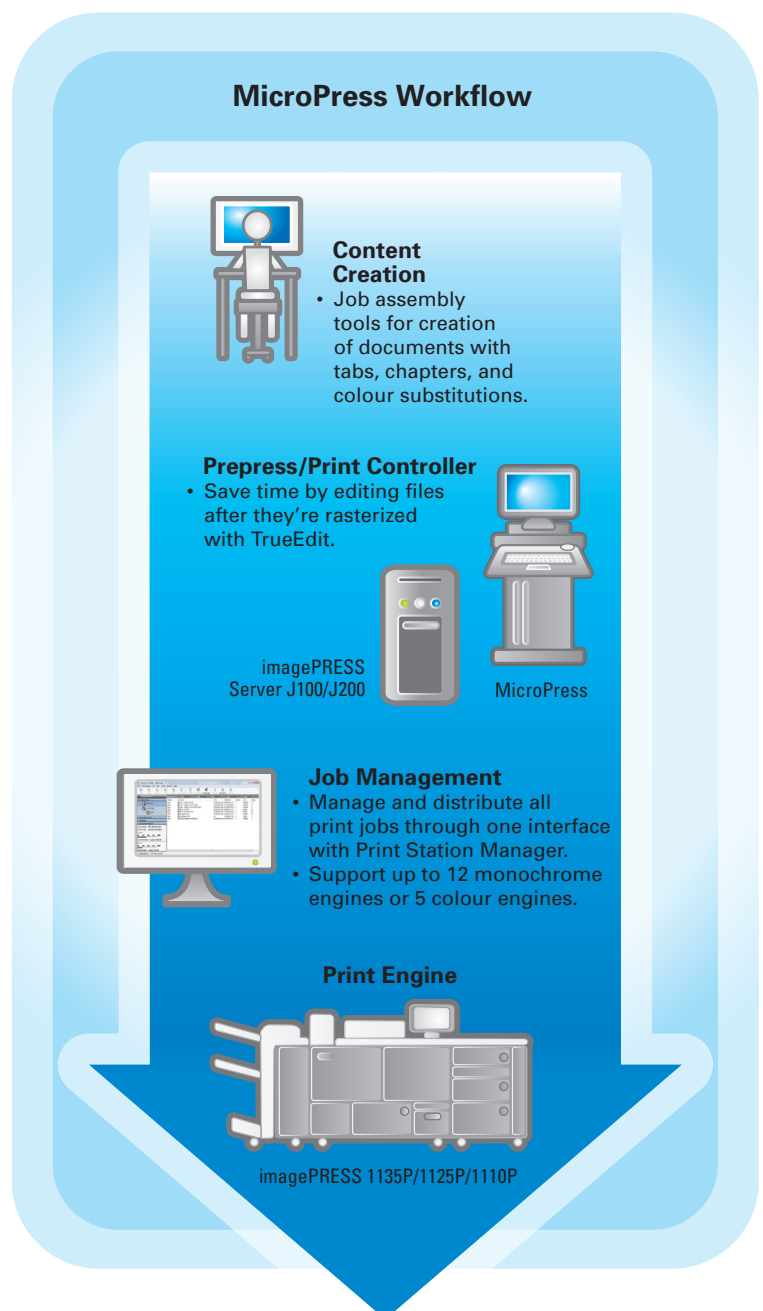 MicroPress Workflow
Content
Creation
• Job assembly
tools for creation
of documents with
tabs, chapters, and
colour substitutions.
Prepress/Print Controller
• Save time by editing files
after they're rasterized
with TrueEdit.
imagePRESS
Server J100/J200
MicroPress
Job Management
• Manage and distribute all
print jobs through one interface
with Print Station Manager.
• Support up to 12 monochrome
engines or 5 colour engines.
Print Engine
imagePRESS 1135P/1125P/1110P